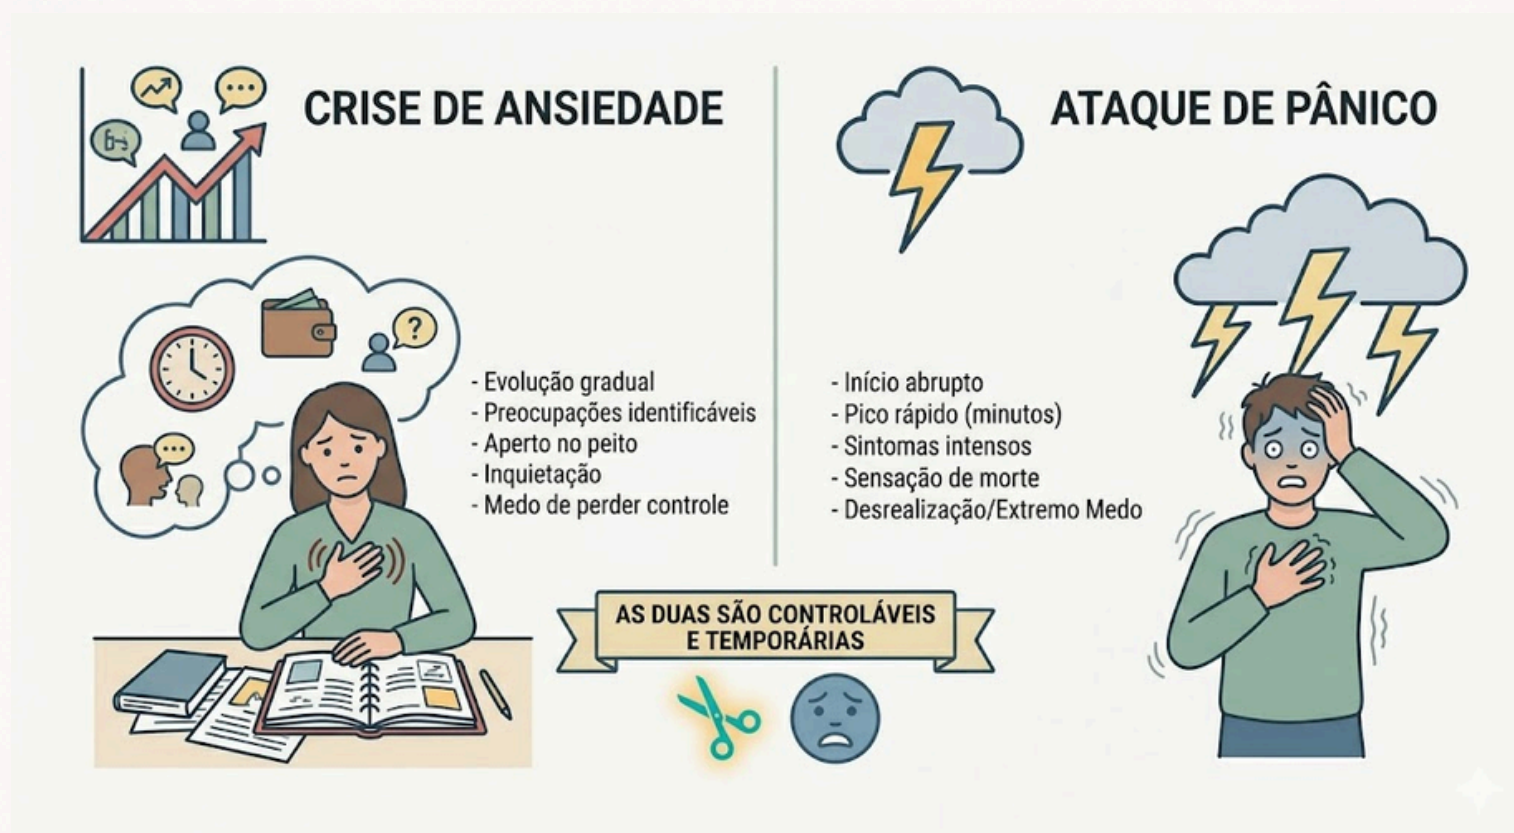 CRISE DE ANSIEDADE
- Evolução gradual
- Preocupações identificáveis
- Aperto no peito
- Inquietação
- Medo de perder controle
ATAQUE DE PÂNICO
- Início abrupto
- Pico rápido (minutos)
- Sintomas intensos
- Sensação de morte
- Desrealização/Extremo Medo
?
AS DUAS SÃO CONTROLÁVEIS
E TEMPORÁRIAS